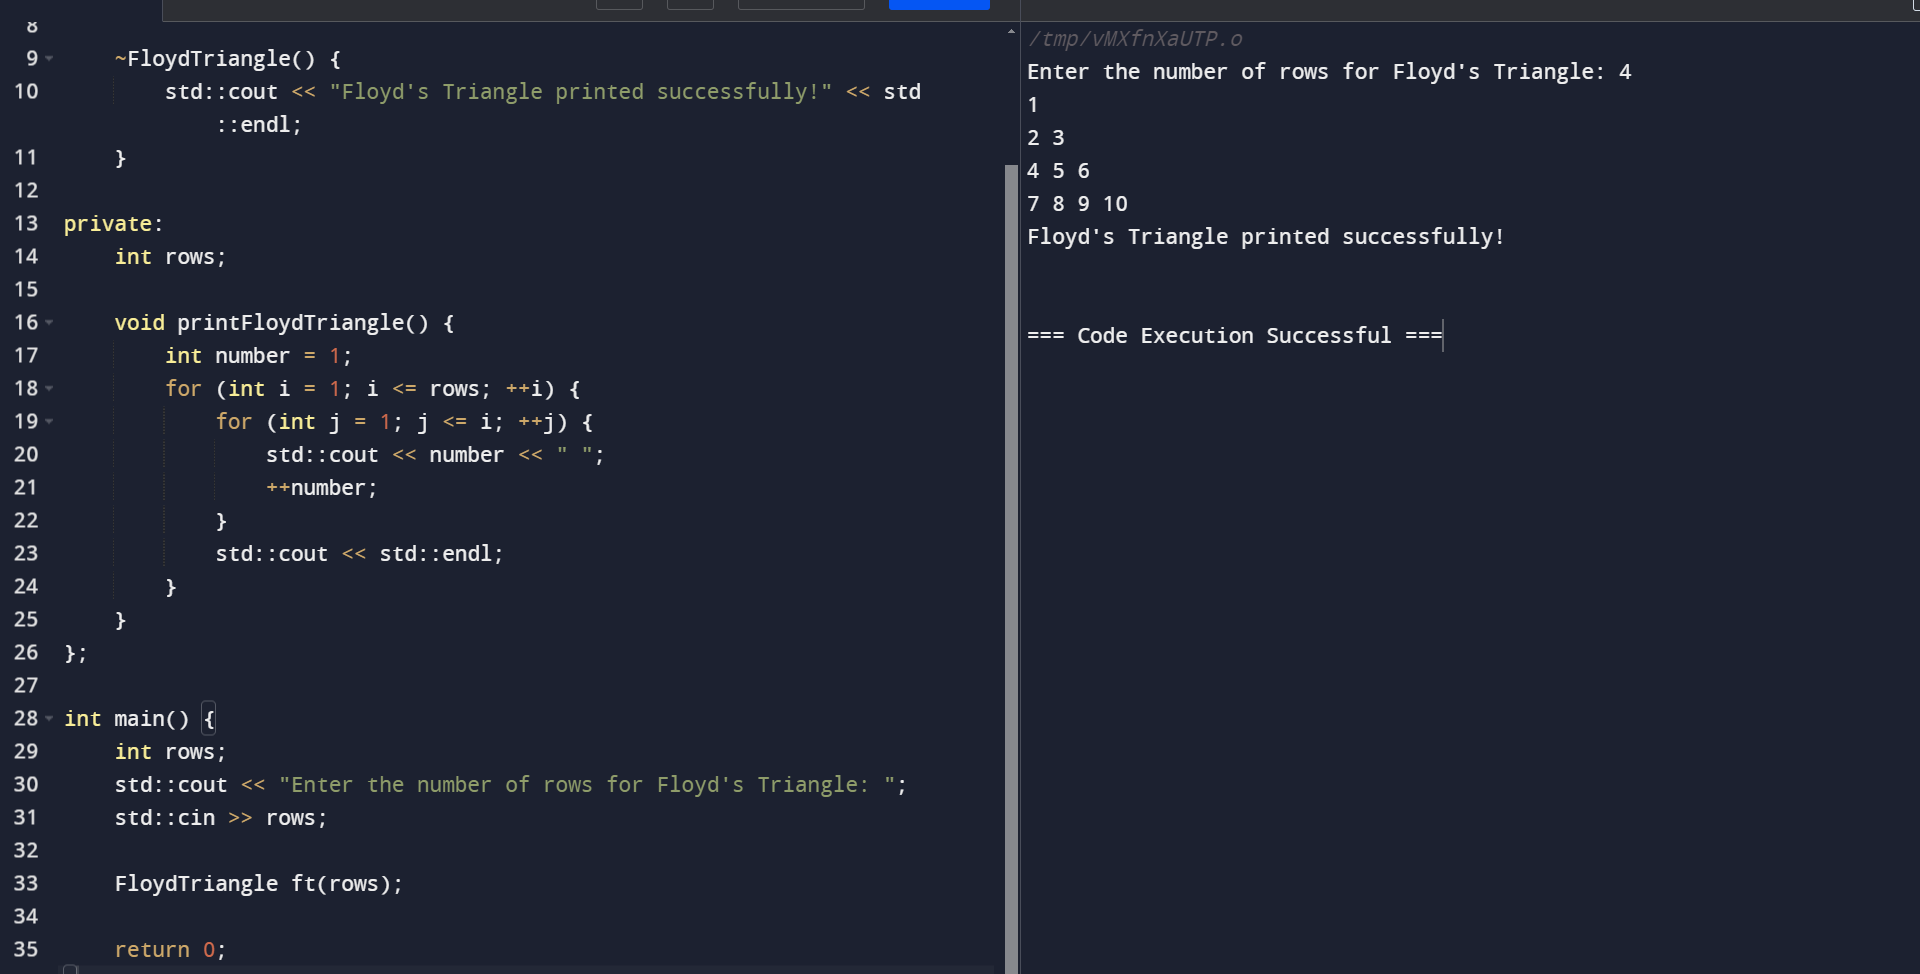 8
9 ~FloydTriangle() {
10 std::cout << "Floyd's Triangle printed successfully!" << std
::endl;
11 }
12
13 private:
14 int rows;
15
16 void printFloydTriangle() {
17 int number = 1;
18 for (int i = 1; i <= rows; ++i) {
19 for (int j = 1; j <= i; ++j) {
20 std::cout << number << " ";
21 ++number;
22 }
23 std::cout << std::endl;
24 }
25 }
26 };
27
28 int main() {
29 int rows;
30 std::cout << "Enter the number of rows for Floyd's Triangle: ";
31 std::cin >> rows;
32
33 FloydTriangle ft(rows);
34
35 return 0;
/tmp/vMXfnXaUTP.o
Enter the number of rows for Floyd's Triangle: 4
1
2 3
4 5 6
7 8 9 10
Floyd's Triangle printed successfully!
=== Code Execution Successful ===